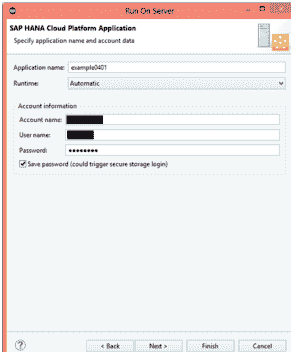 Run On Server
SAP HANA Cloud Platform Application
Specify application name and account data
Application name: example0401
Runtime: Automatic
Account information
Account name:
User name:
Password: ••••••••
Save password (could trigger secure storage login)
? < Back Next > Finish Cancel